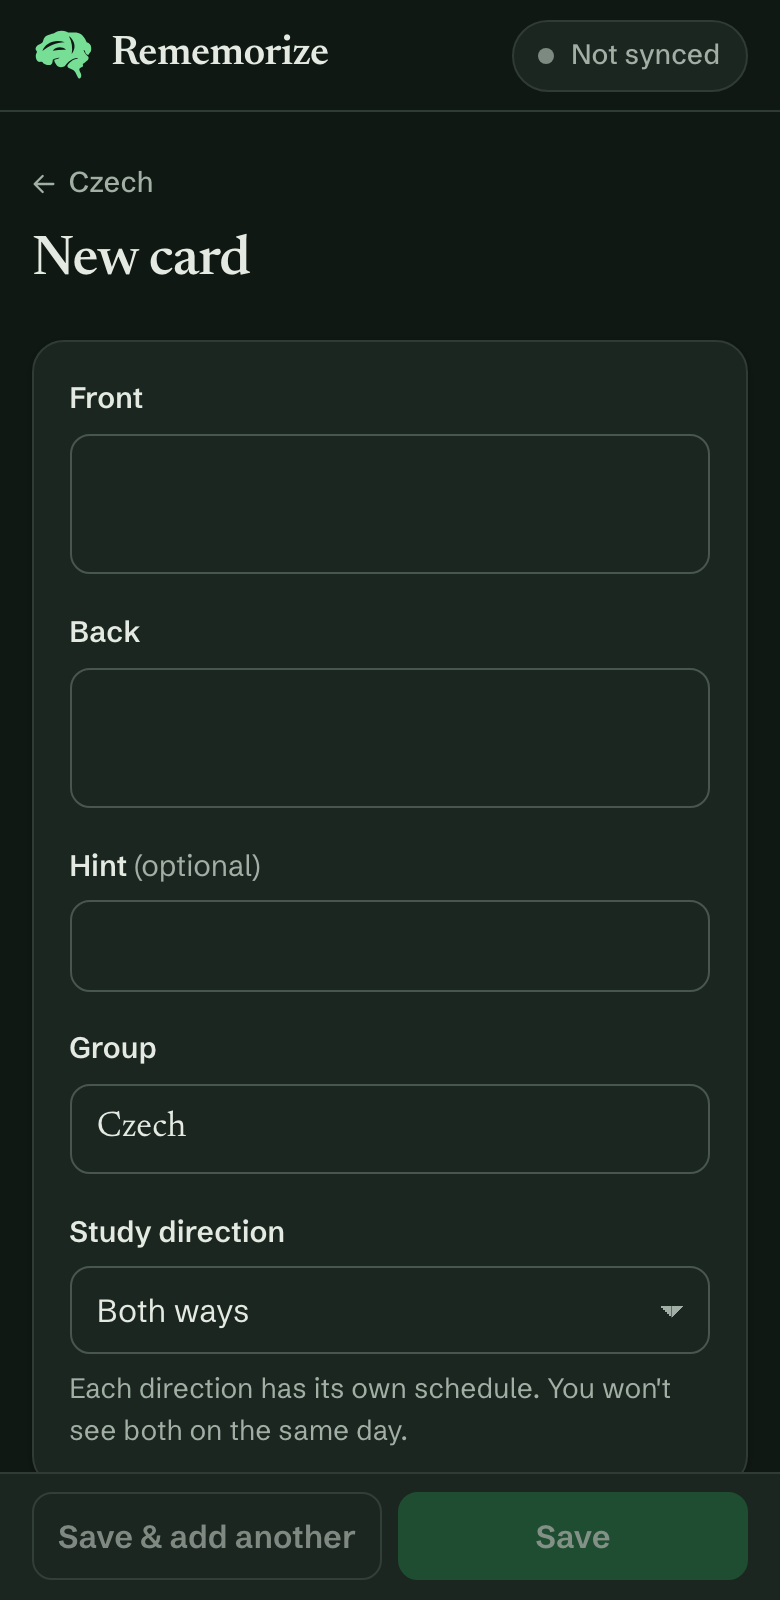 Rememorize
Not synced
← Czech
New card
Front
Back
Hint (optional)
Group
Czech
Study direction
Both ways
Each direction has its own schedule. You won't
see both on the same day.
Save & add another
Save